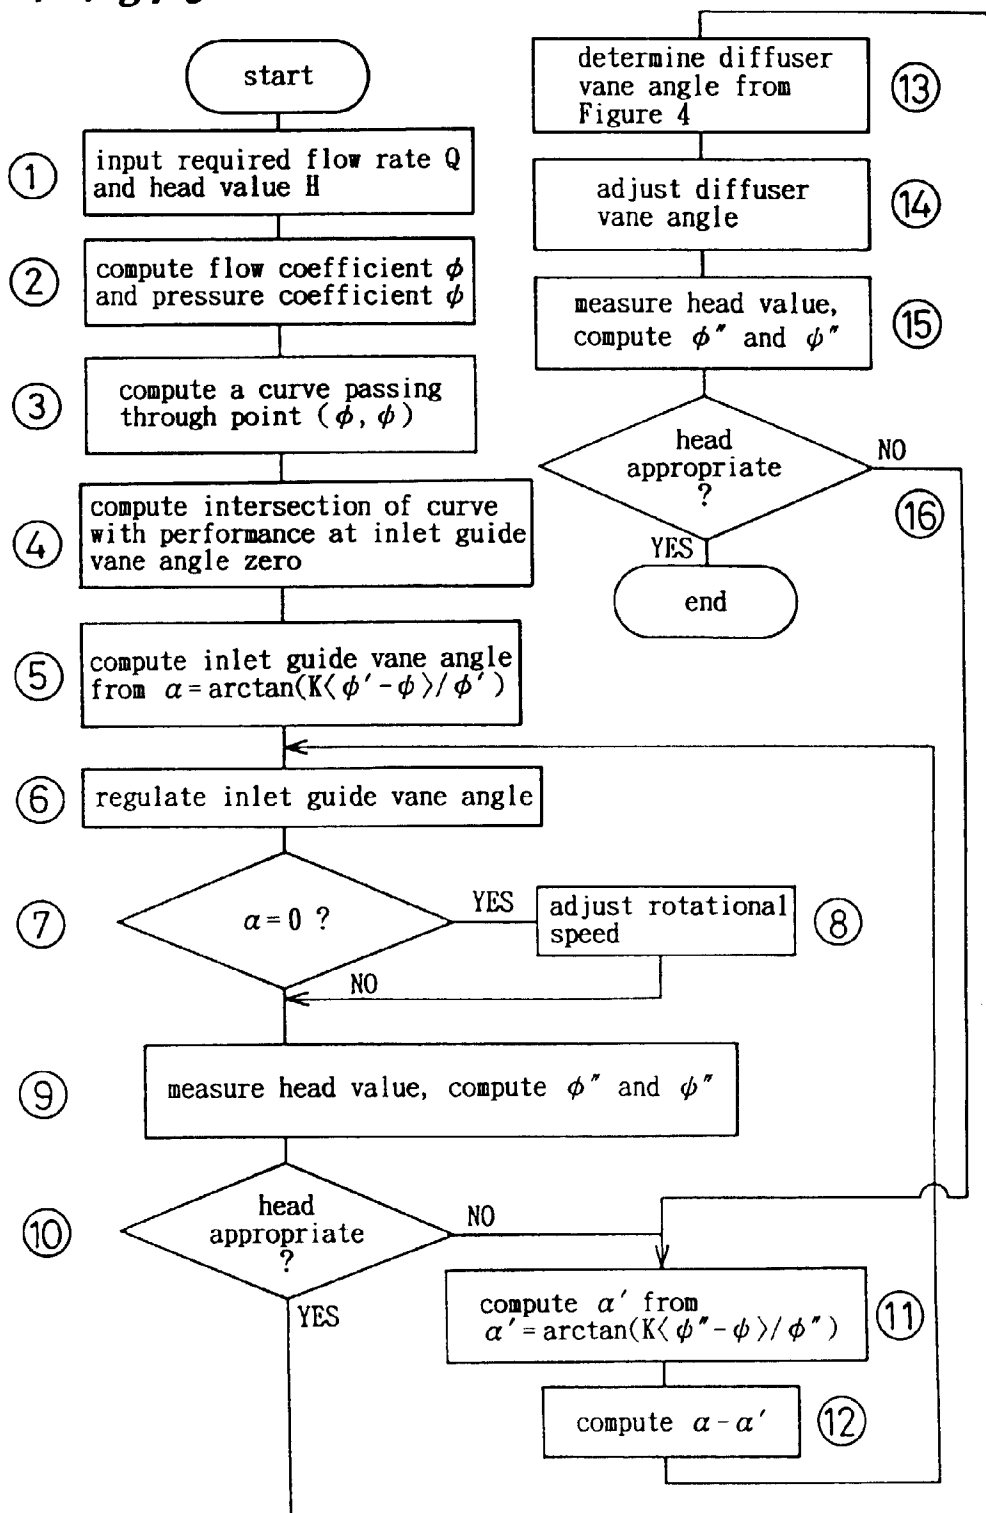 start
① input required flow rate Q
and head value H
② compute flow coefficient ϕ
and pressure coefficient ψ
③ compute a curve passing
through point (ϕ, ψ)
④ compute intersection of curve
with performance at inlet guide
vane angle zero
⑤ compute inlet guide vane angle
from α=arctan(K⟨ϕ′-ϕ⟩/ϕ′)
⑥ regulate inlet guide vane angle
⑦ α=0 ?
YES
NO
adjust rotational
speed
⑧
⑨ measure head value, compute ϕ″ and ψ″
⑩ head
appropriate
?
NO
YES
compute α′ from
α′=arctan(K⟨ψ″-ψ⟩/ϕ″)
⑪
compute α-α′
⑫
determine diffuser
vane angle from
Figure 4
⑬
adjust diffuser
vane angle
⑭
measure head value,
compute ϕ″ and ψ″
⑮
head
appropriate
?
NO
⑯
YES
end